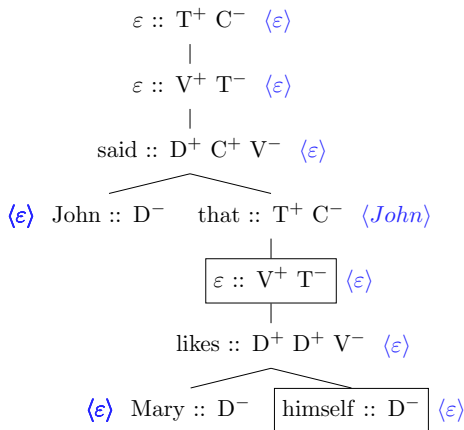 ε :: T⁺ C⁻ ⟨ε⟩
ε :: V⁺ T⁻ ⟨ε⟩
said :: D⁺ C⁺ V⁻ ⟨ε⟩
⟨ε⟩ John :: D⁻ that :: T⁺ C⁻ ⟨John⟩
ε :: V⁺ T⁻ ⟨ε⟩
likes :: D⁺ D⁺ V⁻ ⟨ε⟩
⟨ε⟩ Mary :: D⁻ himself :: D⁻ ⟨ε⟩